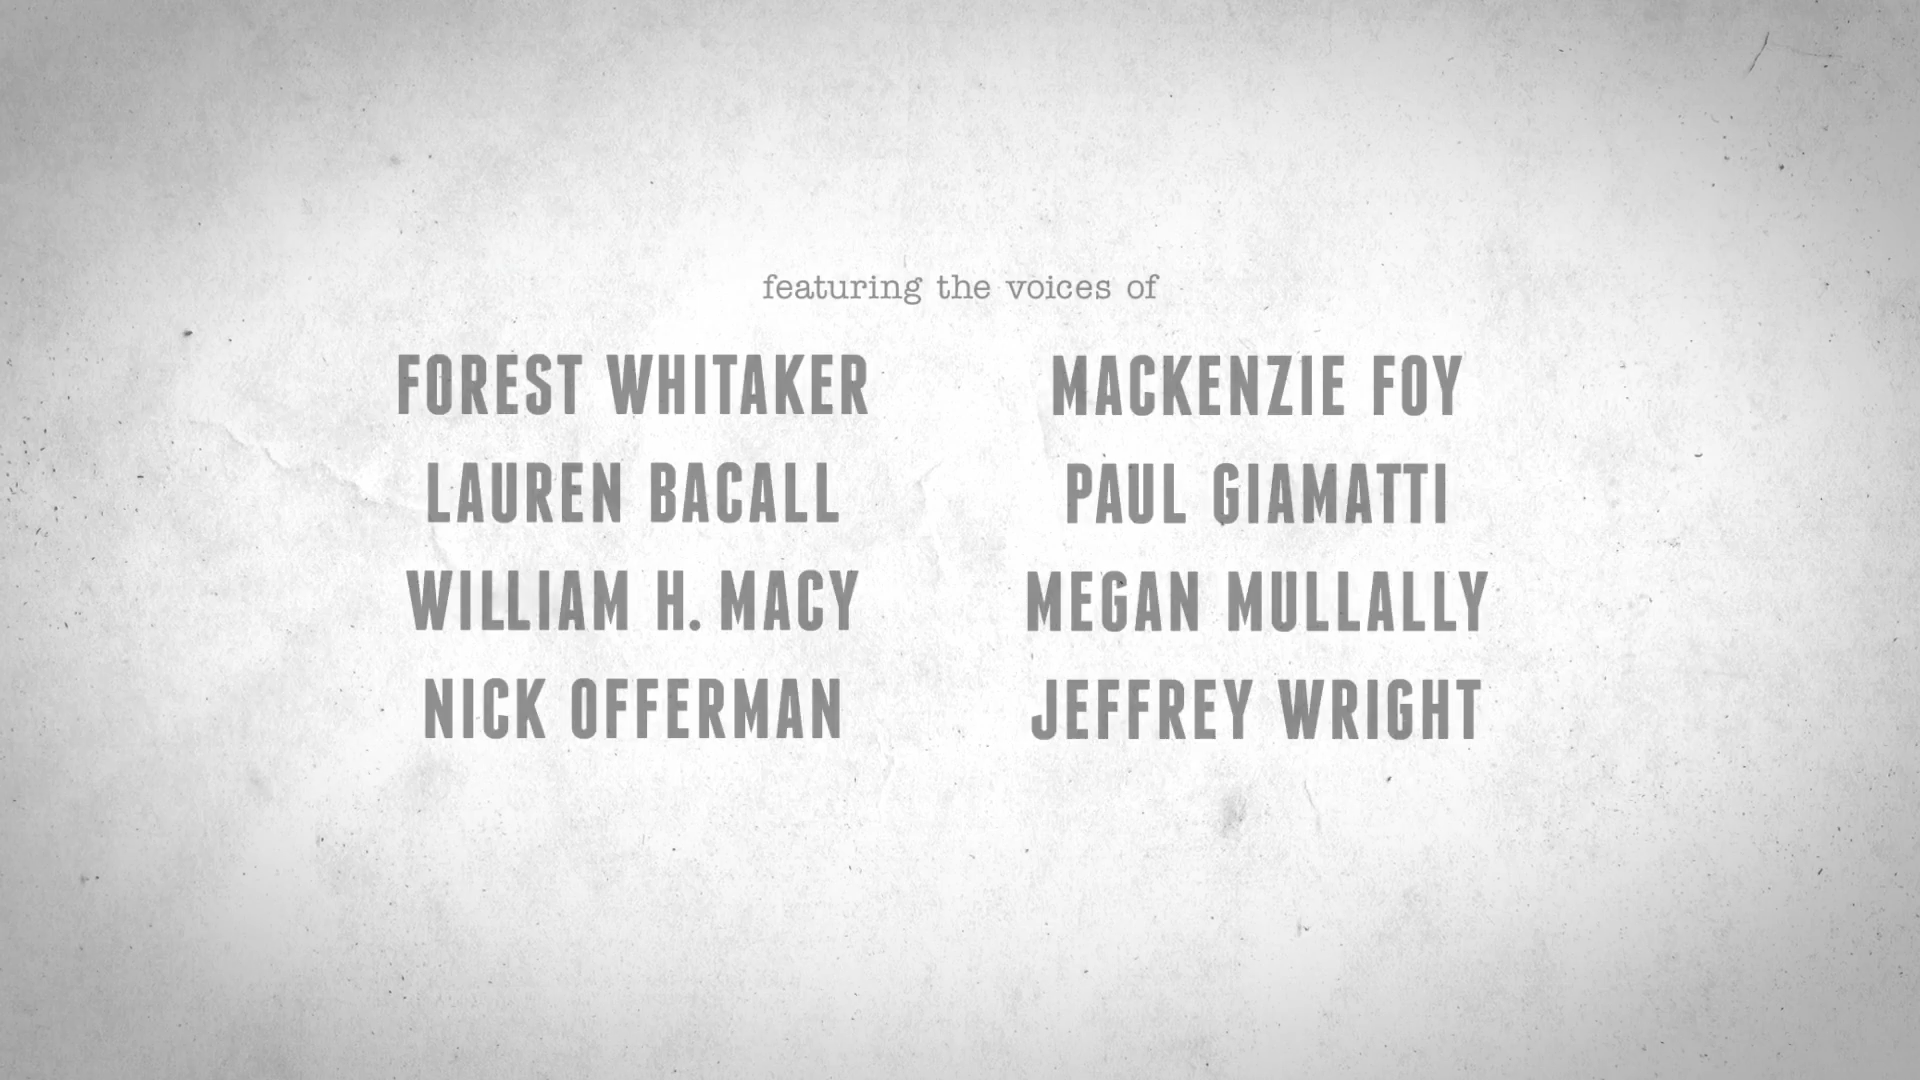 featuring the voices of
FOREST WHITAKER
LAUREN BACALL
WILLIAM H. MACY
NICK OFFERMAN
MACKENZIE FOY
PAUL GIAMATTI
MEGAN MULLALLY
JEFFREY WRIGHT